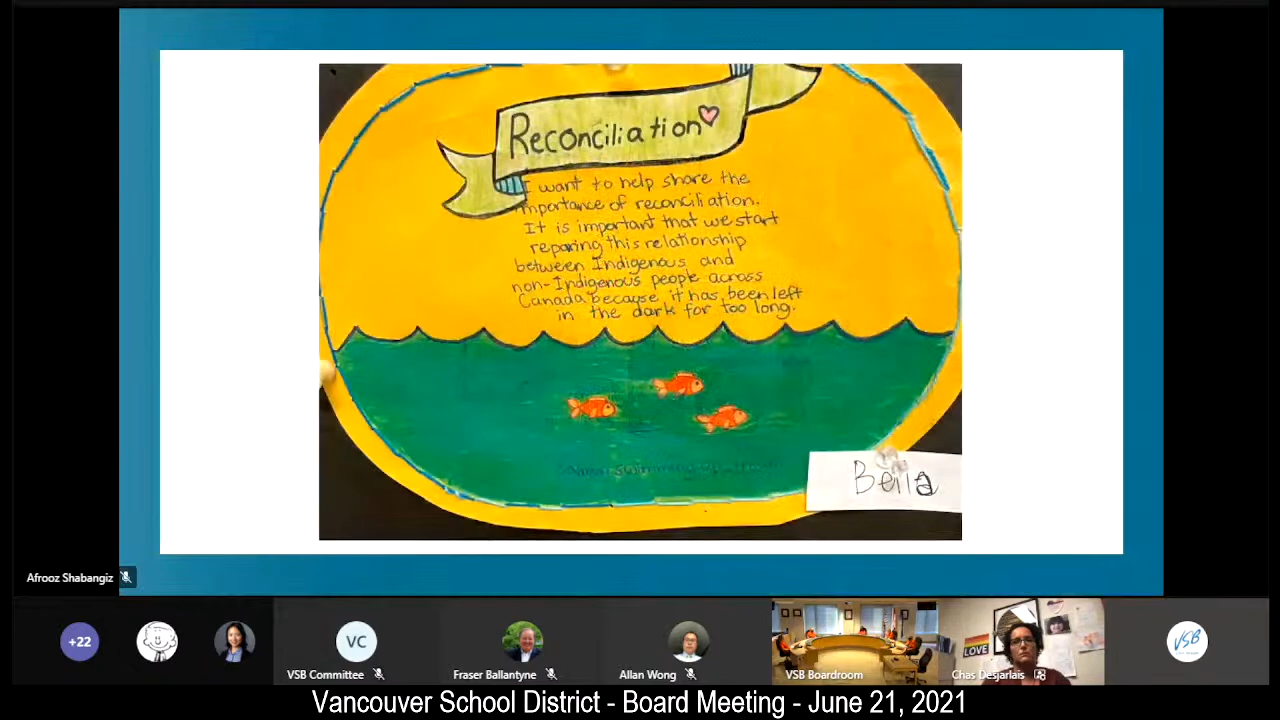 Reconciliation
I want to help share the
importance of reconciliation.
It is important that we start
reparing this relationship
between Indigenous and
non-Indigenous people across
Canada because it has been left
in the dark for too long.
swimming
Bella
Afrooz Shabangiz
+22
VC
VSB Committee
Fraser Ballantyne
Allan Wong
VSB Boardroom
LOVE
Chas Desjarlais
VSB
Vancouver School District - Board Meeting - June 21, 2021